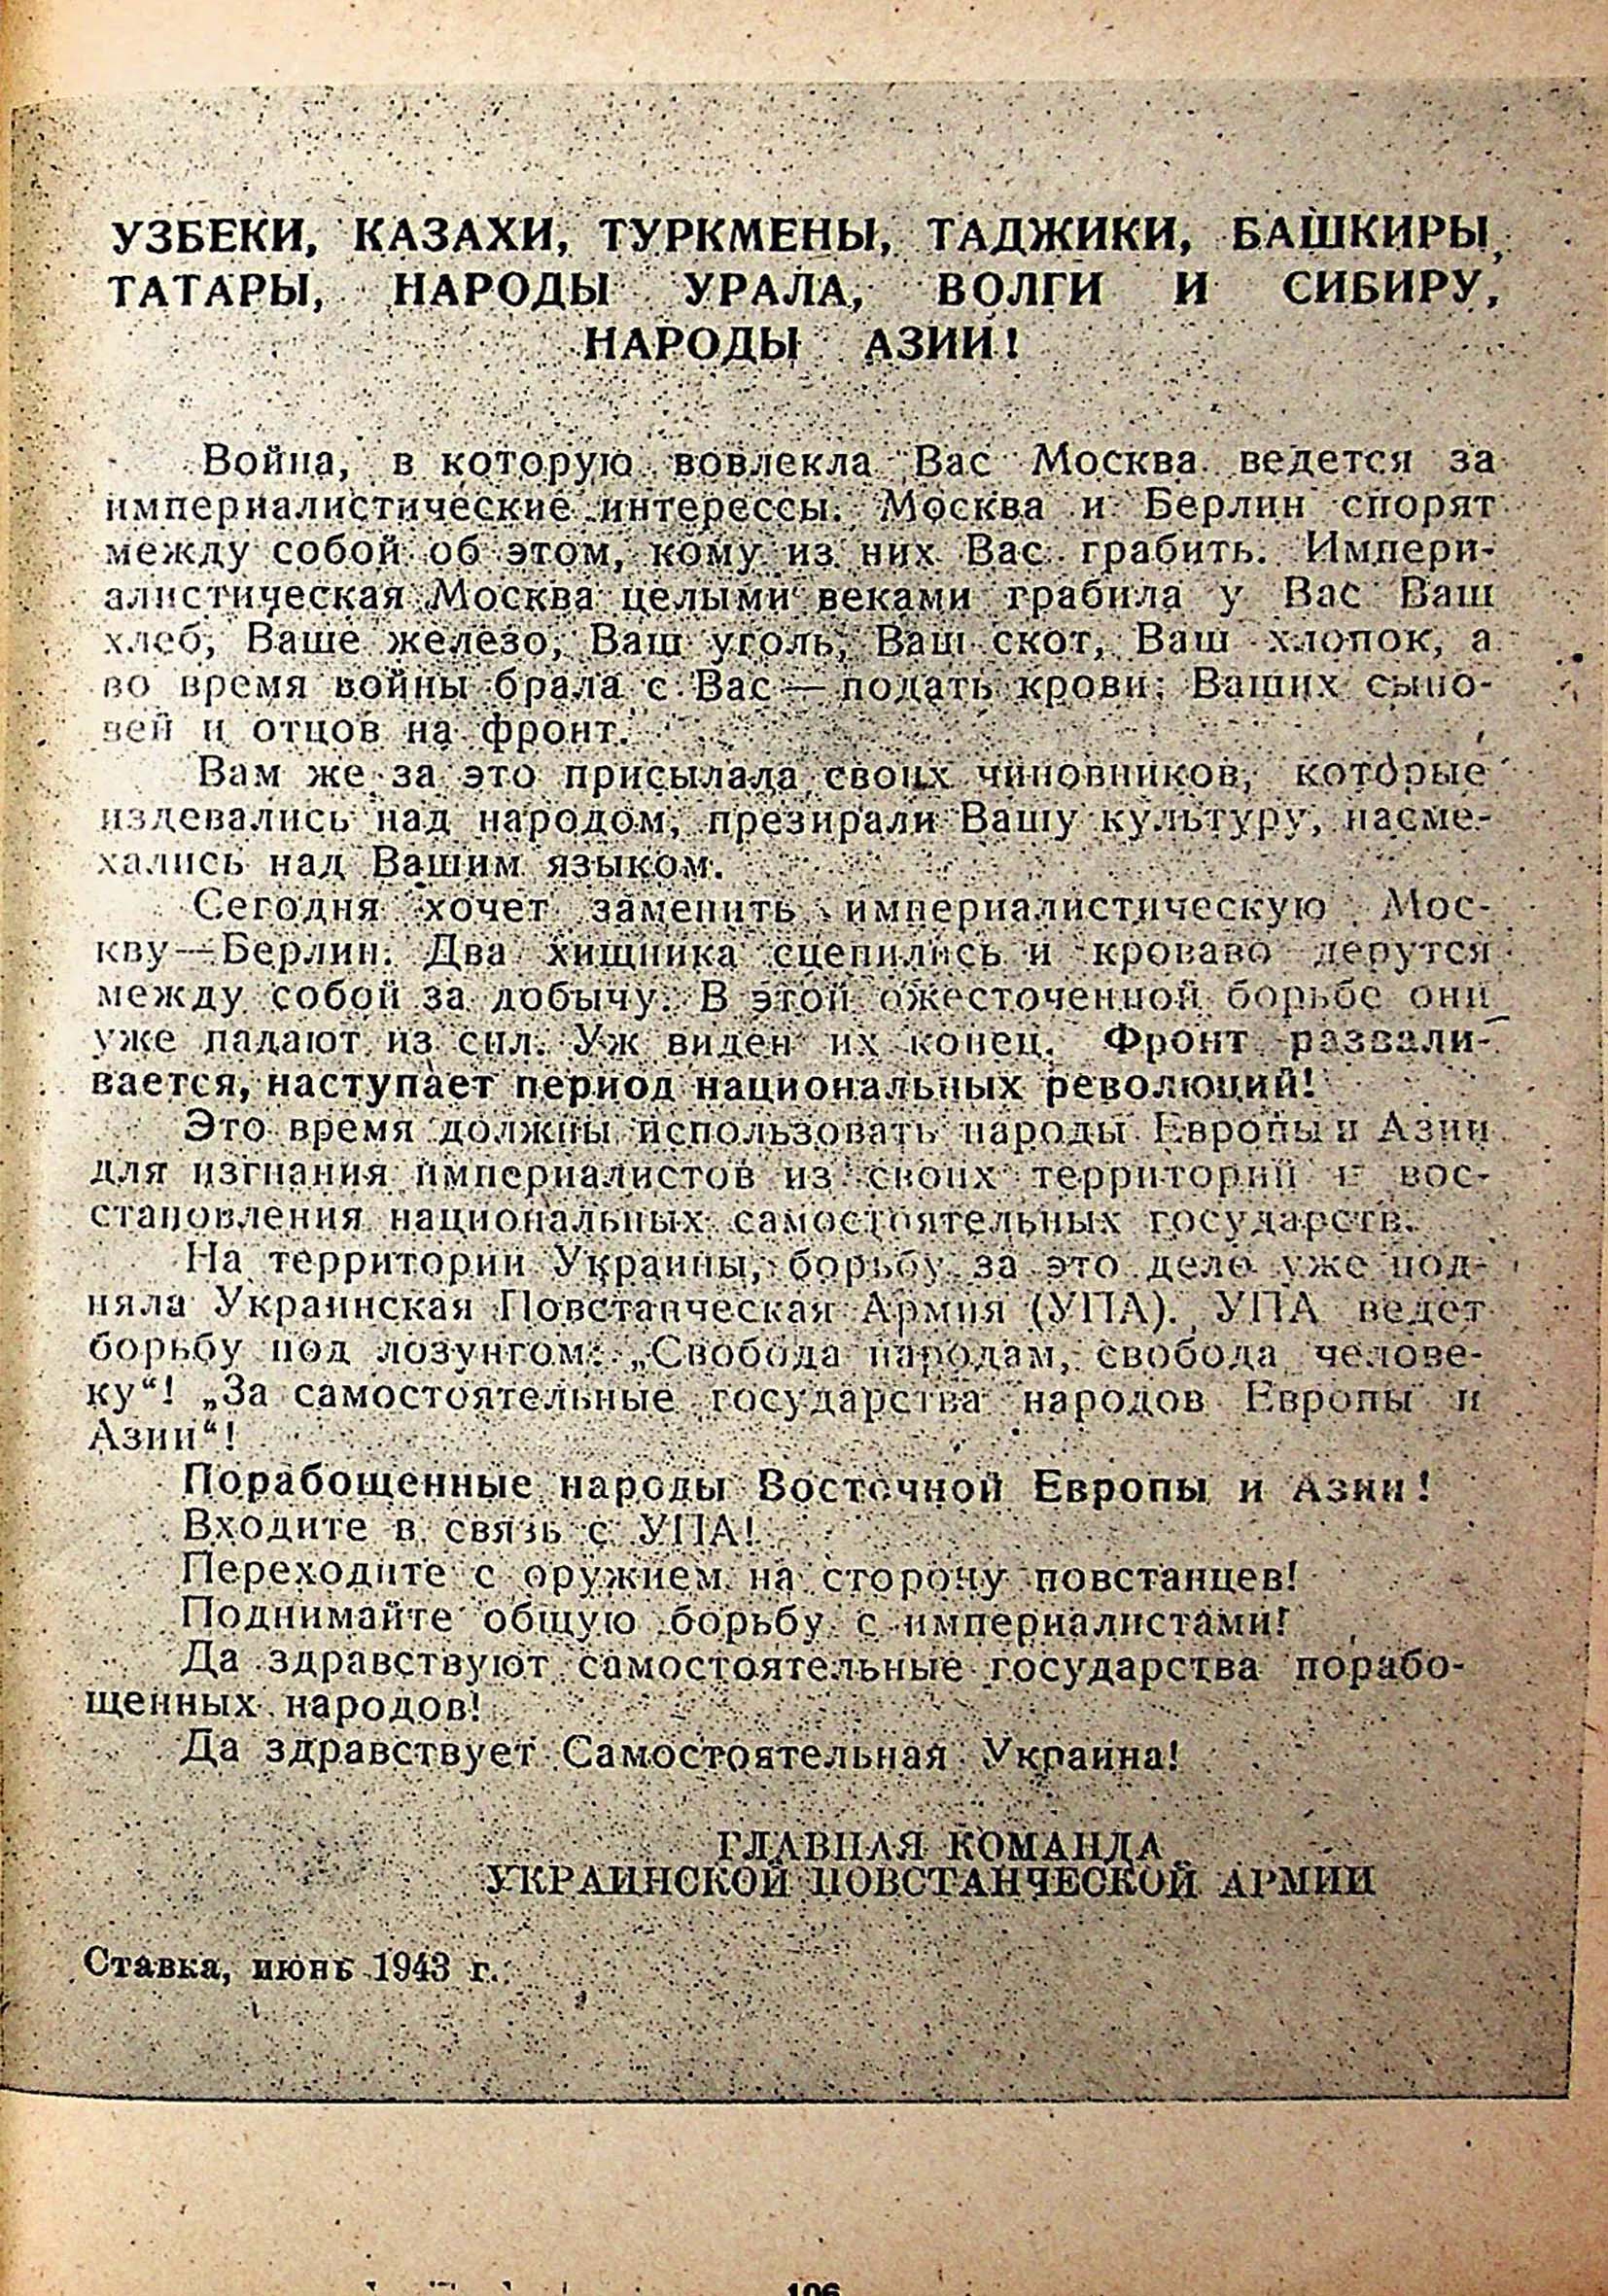 УЗБЕКИ, КАЗАХИ, ТУРКМЕНЫ, ТАДЖИКИ, БАШКИРЫ,
ТАТАРЫ, НАРОДЫ УРАЛА, ВОЛГИ И СИБИРУ,
НАРОДЫ АЗИИ!
Война, в которую вовлекла Вас Москва ведется за
империалистические интерессы. Москва и Берлин спорят
между собой об этом, кому из них Вас грабить. Импери-
алистическая Москва целыми веками грабила у Вас Ваш
хлеб, Ваше железо, Ваш уголь, Ваш скот, Ваш хлопок, а
во время войны брала с Вас — подать крови: Ваших сыно-
вей и отцов на фронт.
Вам же за это присылала своих чиновников, которые
издевались над народом, презирали Вашу культуру, насме-
хались над Вашим языком.
Сегодня хочет заменить империалистическую Мос-
кву—Берлин. Два хищника сцепились и кроваво дерутся
между собой за добычу. В этой ожесточенной борьбе они
уже падают из сил. Уж виден их конец. Фронт развали-
вается, наступает период национальных революций!
Это время должны использовать народы Европы и Азии
для изгнания империалистов из своих территорий и вос-
становления национальных самостоятельных государств.
На территории Украины, борьбу за это дело уже под-
няла Украинская Повстанческая Армия (УПА). УПА ведет
борьбу под лозунгом: „Свобода народам, свобода челове-
ку“! „За самостоятельные государства народов Европы и
Азии“!
Порабощенные народы Восточной Европы и Азии!
Входите в связь с УПА!
Переходите с оружием на сторону повстанцев!
Поднимайте общую борьбу с империалистами!
Да здравствуют самостоятельные государства порабо-
щенных народов!
Да здравствует Самостоятельная Украина!
ГЛАВНАЯ КОМАНДА
УКРАИНСКОЙ ПОВСТАНЧЕСКОЙ АРМИИ
Ставка, июнь 1943 г.
106